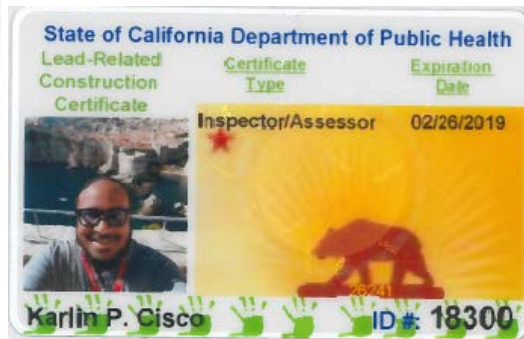 State of California Department of Public Health
Lead-Related
Construction
Certificate
Certificate
Type
Expiration
Date
Inspector/Assessor
02/26/2019
26241
Karlin P. Cisco
ID #: 18300